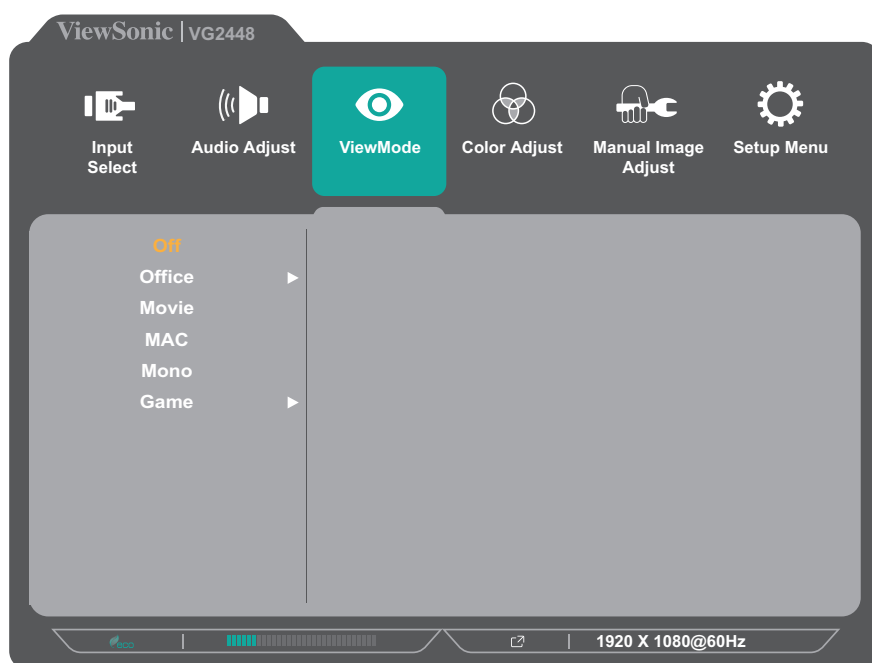 ViewSonic | VG2448
Input Select
Audio Adjust
ViewMode
Color Adjust
Manual Image Adjust
Setup Menu
Off
Office ►
Movie
MAC
Mono
Game ►
eco
1920 X 1080@60Hz